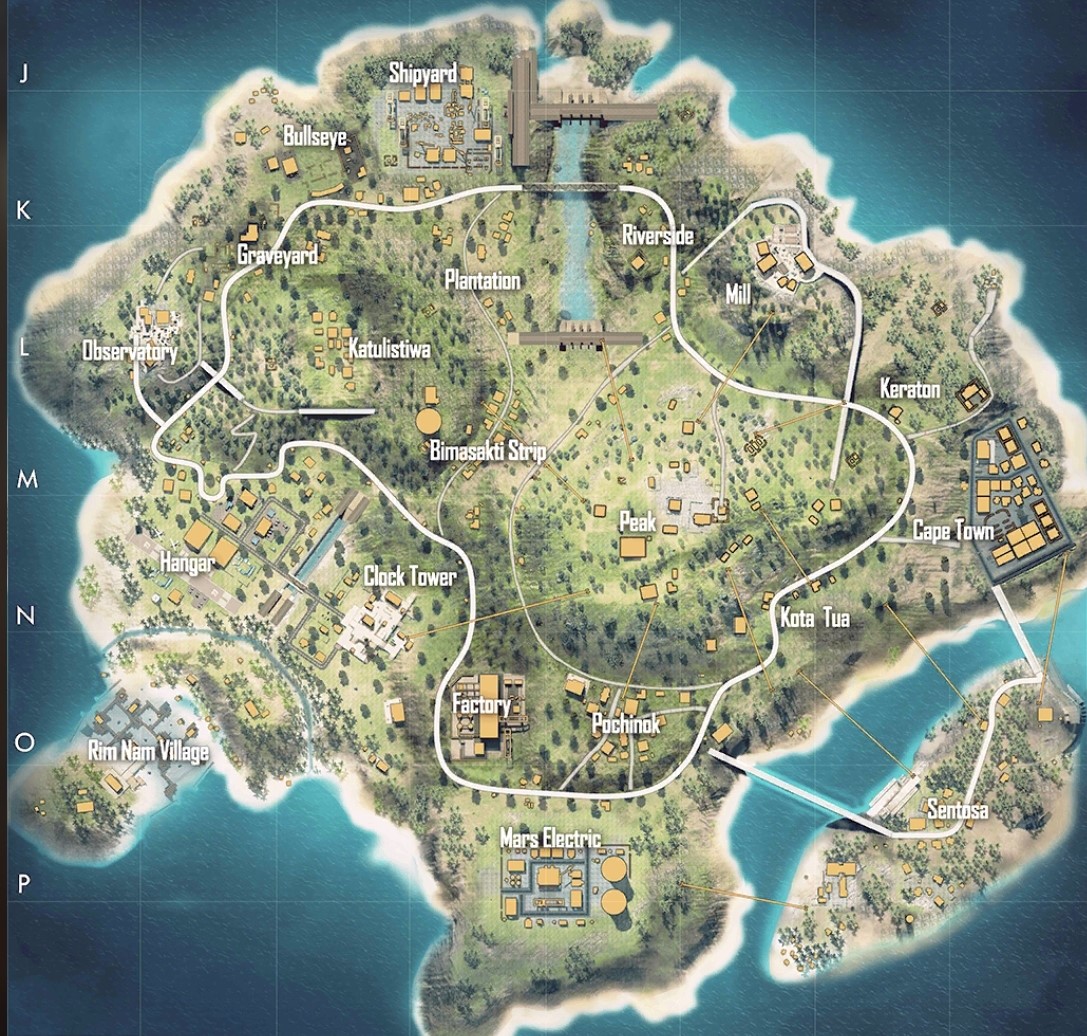 J
Shipyard
Bullseye
K
Riverside
Graveyard
Plantation
Mill
L
Observatory
Katulistiwa
Keraton
Bimasakti Strip
M
Peak
Cape Town
Hangar
Clock Tower
N
Kota Tua
Factory
Pochinok
O
Rim Nam Village
Sentosa
Mars Electric
P